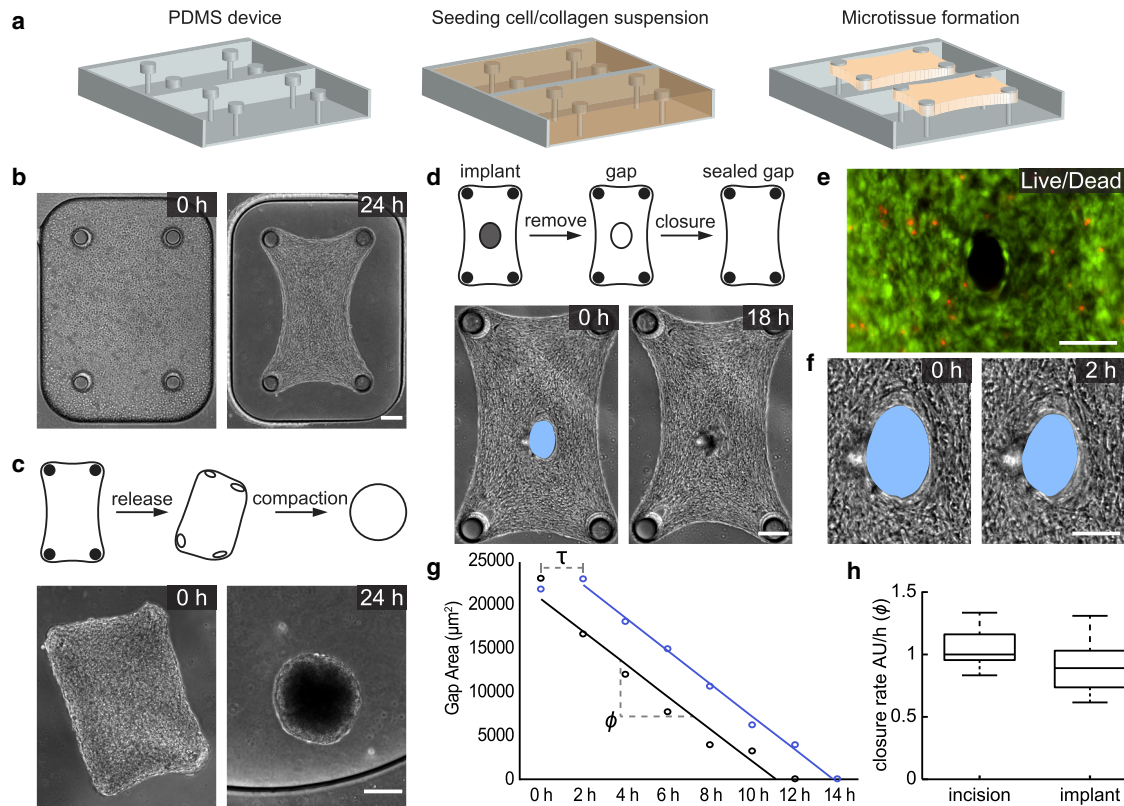 a
PDMS device
Seeding cell/collagen suspension
Microtissue formation
b
0 h
24 h
c
release
compaction
0 h
24 h
d
implant
gap
sealed gap
remove
closure
0 h
18 h
e
Live/Dead
f
0 h
2 h
g
Gap Area (μm²)
25000
20000
15000
10000
5000
0
τ
ϕ
0 h 2 h 4 h 6 h 8 h 10 h 12 h 14 h
h
closure rate AU/h (ϕ)
1.5
1
0.5
0
incision
implant